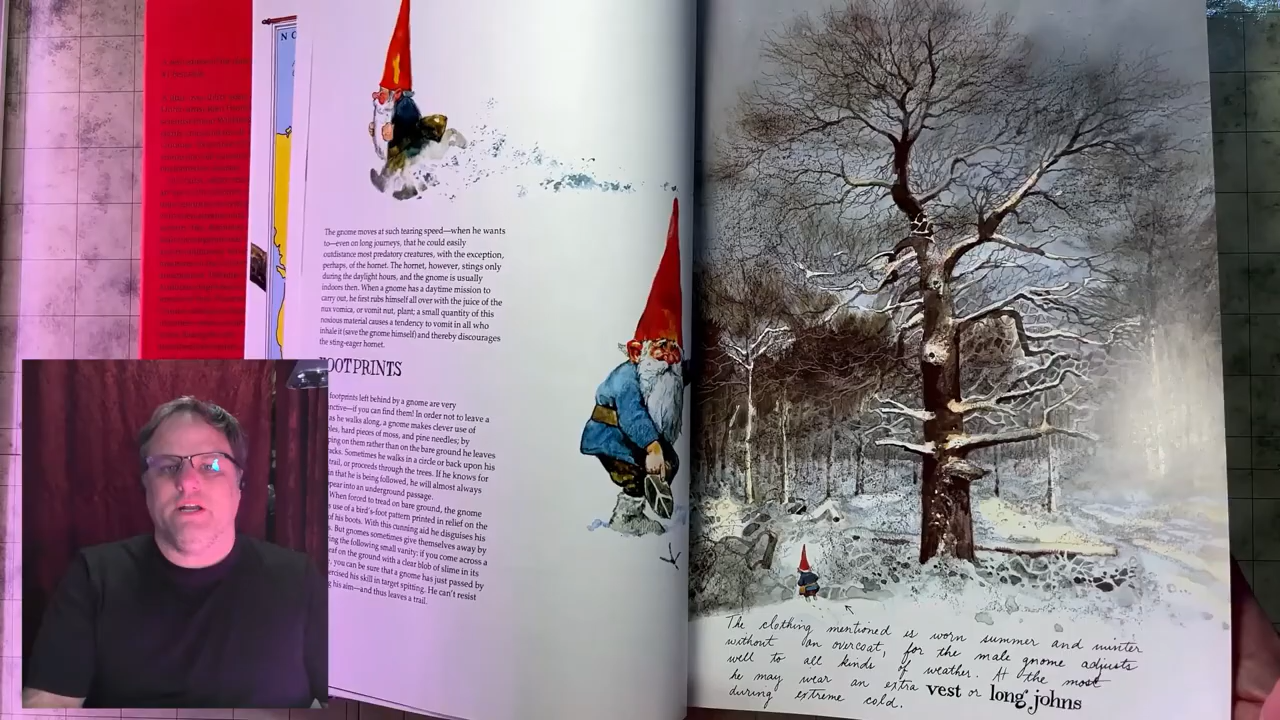 NO
The gnome moves at such tearing speed—when he wants
to—even on long journeys, that he could easily
outdistance most predatory creatures, with the exception,
perhaps, of the hornet. The hornet, however, stings only
during the daylight hours, and the gnome is usually
indoors then. When a gnome has a daytime mission to
carry out, he first rubs himself all over with the juice of the
nux vomica, or vomit nut, plant; a small quantity of this
noxious material causes a tendency to vomit in all who
inhale it (save the gnome himself) and thereby discourages
the sting-eager hornet.
OOTPRINTS
footprints left behind by a gnome are very
nctive—if you can find them! In order not to leave a
as he walks along, a gnome makes clever use of
les, hard pieces of moss, and pine needles; by
ping on them rather than on the bare ground he leaves
racks. Sometimes he walks in a circle or back upon his
trail, or proceeds through the trees. If he knows for
n that he is being followed, he will almost always
pear into an underground passage.
When forced to tread on bare ground, the gnome
use of a bird's-foot pattern printed in relief on the
of his boots. With this cunning aid he disguises his
s. But gnomes sometimes give themselves away by
ing the following small vanity: if you come across a
eaf on the ground with a clear blob of slime in its
, you can be sure that a gnome has just passed by
ercised his skill in target spitting. He can't resist
g his aim—and thus leaves a trail.
The clothing mentioned is worn summer and winter
without an overcoat, for the male gnome adjusts
well to all kinds of weather. At the most
he may wear an extra vest or long johns
during extreme cold.